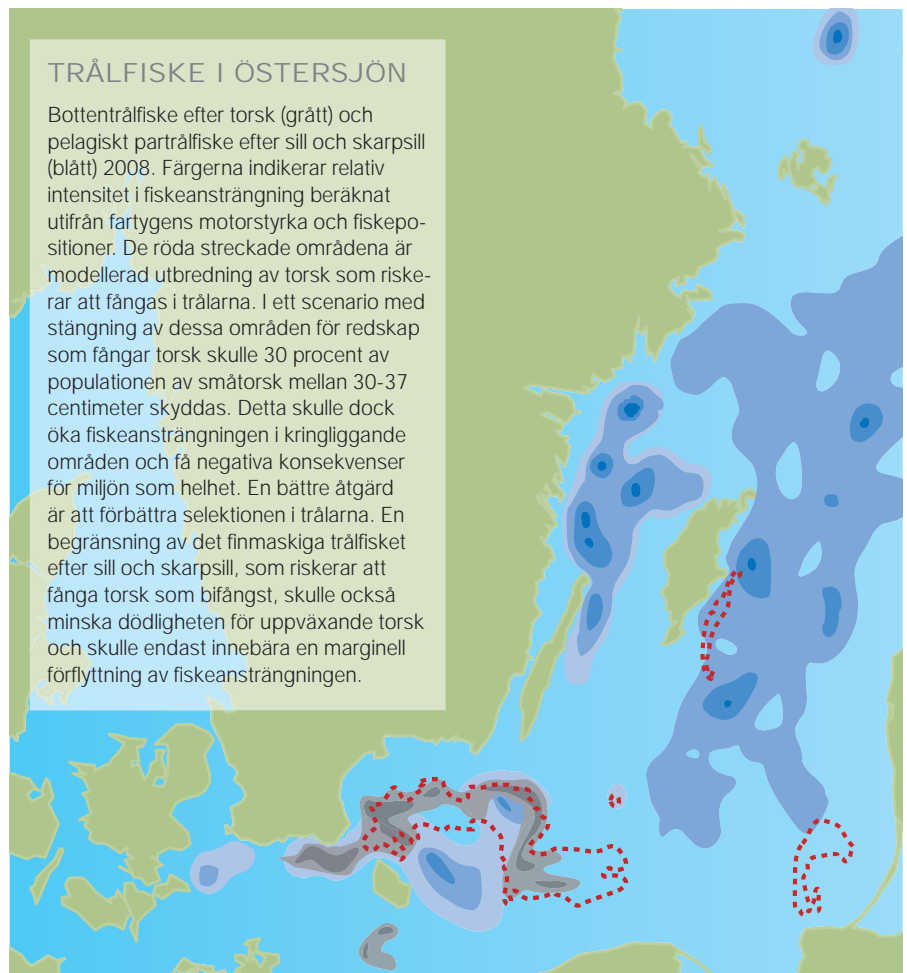 TRÅLFISKE I ÖSTERSJÖN
Bottentrålfiske efter torsk (grått) och
pelagiskt partrålfiske efter sill och skarpsill
(blått) 2008. Färgerna indikerar relativ
intensitet i fiskeansträngning beräknat
utifrån fartygens motorstyrka och fiskepo-
sitioner. De röda streckade områdena är
modellerad utbredning av torsk som riske-
rar att fångas i trålarna. I ett scenario med
stängning av dessa områden för redskap
som fångar torsk skulle 30 procent av
populationen av småtorsk mellan 30-37
centimeter skyddas. Detta skulle dock
öka fiskeansträngningen i kringliggande
områden och få negativa konsekvenser
för miljön som helhet. En bättre åtgärd
är att förbättra selektionen i trålarna. En
begränsning av det finmaskiga trålfisket
efter sill och skarpsill, som riskerar att
fånga torsk som bifångst, skulle också
minska dödligheten för uppväxande torsk
och skulle endast innebära en marginell
förflyttning av fiskeansträngningen.